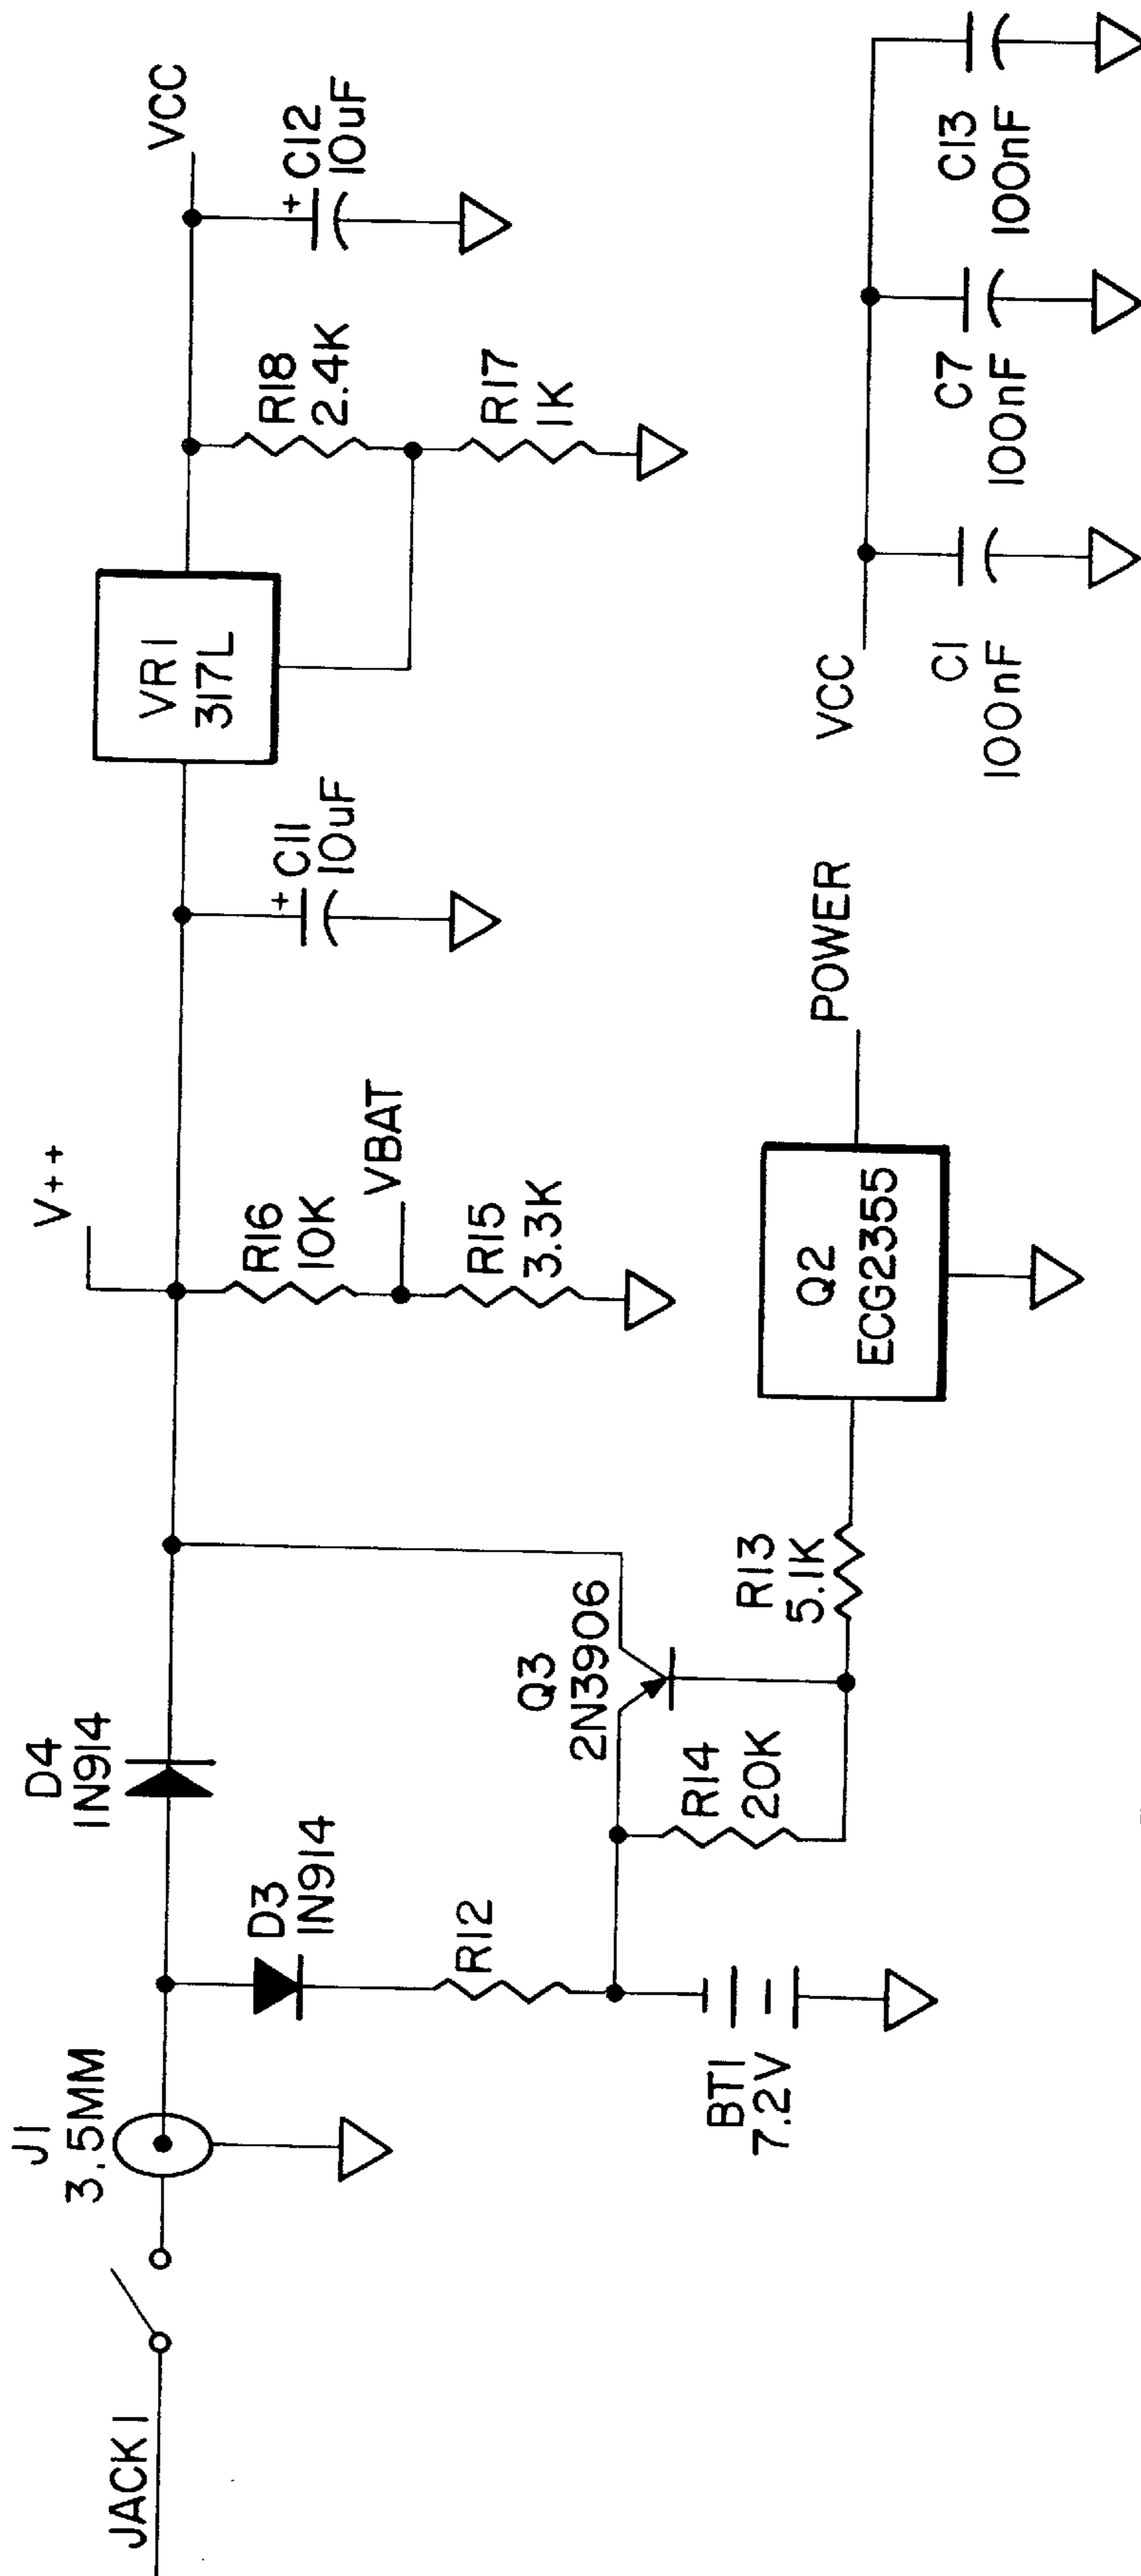 JACK 1
J1
3.5MM
D4
1N914
D3
1N914
R12
BT1
7.2V
Q3
2N3906
R14
20K
R13
5.1K
Q2
ECG2355
POWER
V++
R16
10K
VBAT
R15
3.3K
+
C11
10uF
VR1
317L
R18
2.4K
R17
1K
+
C12
10uF
VCC
VCC
C1
100nF
C7
100nF
C13
100nF